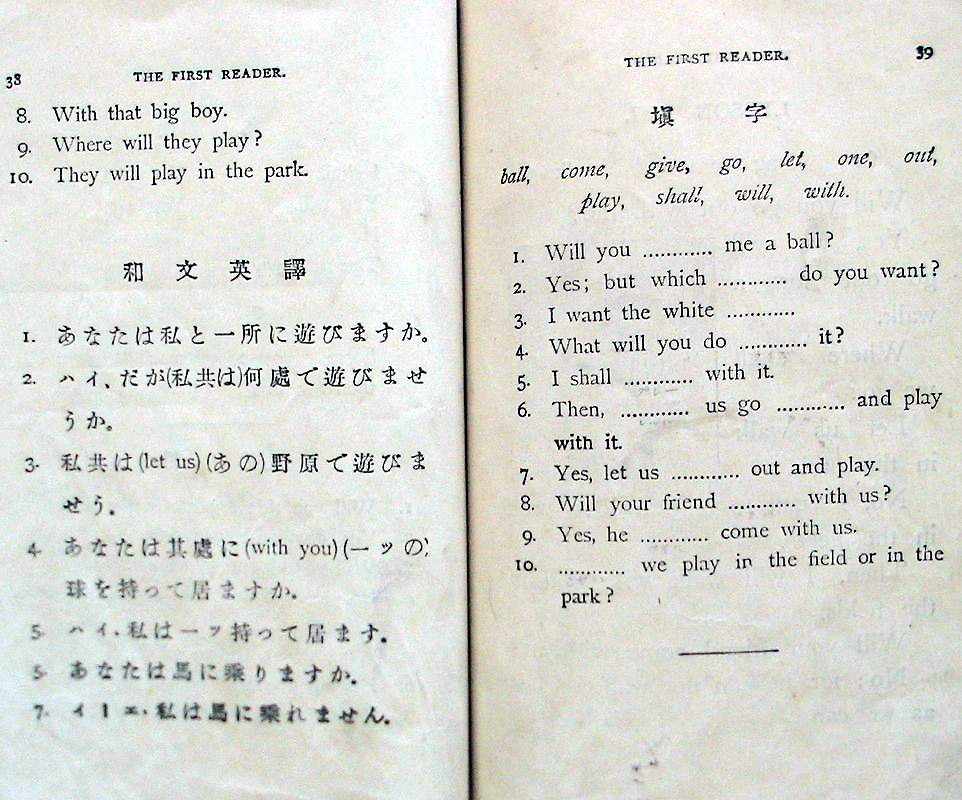 38 THE FIRST READER.
8. With that big boy.
9. Where will they play?
10. They will play in the park.
和文英譯
1. あなたは私と一所に遊びますか。
2. ハイ、だが(私共は)何處で遊びませ
うか。
3. 私共は(let us)(あの)野原で遊びま
せう。
4. あなたは其處に(with you)(一ッの)
球を持って居ますか。
5. ハイ、私は一ッ持って居ます。
5. あなたは馬に乘りますか。
7. イーエ、私は馬に乘れません。
THE FIRST READER. 39
塡字
ball, come, give, go, let, one, out,
play, shall, will, with.
1. Will you ............ me a ball?
2. Yes; but which ............ do you want?
3. I want the white ............
4. What will you do ............ it?
5. I shall ............ with it.
6. Then, ............ us go ............ and play
with it.
7. Yes, let us ............ out and play.
8. Will your friend ............ with us?
9. Yes, he ............ come with us.
10. ............ we play in the field or in the
park?